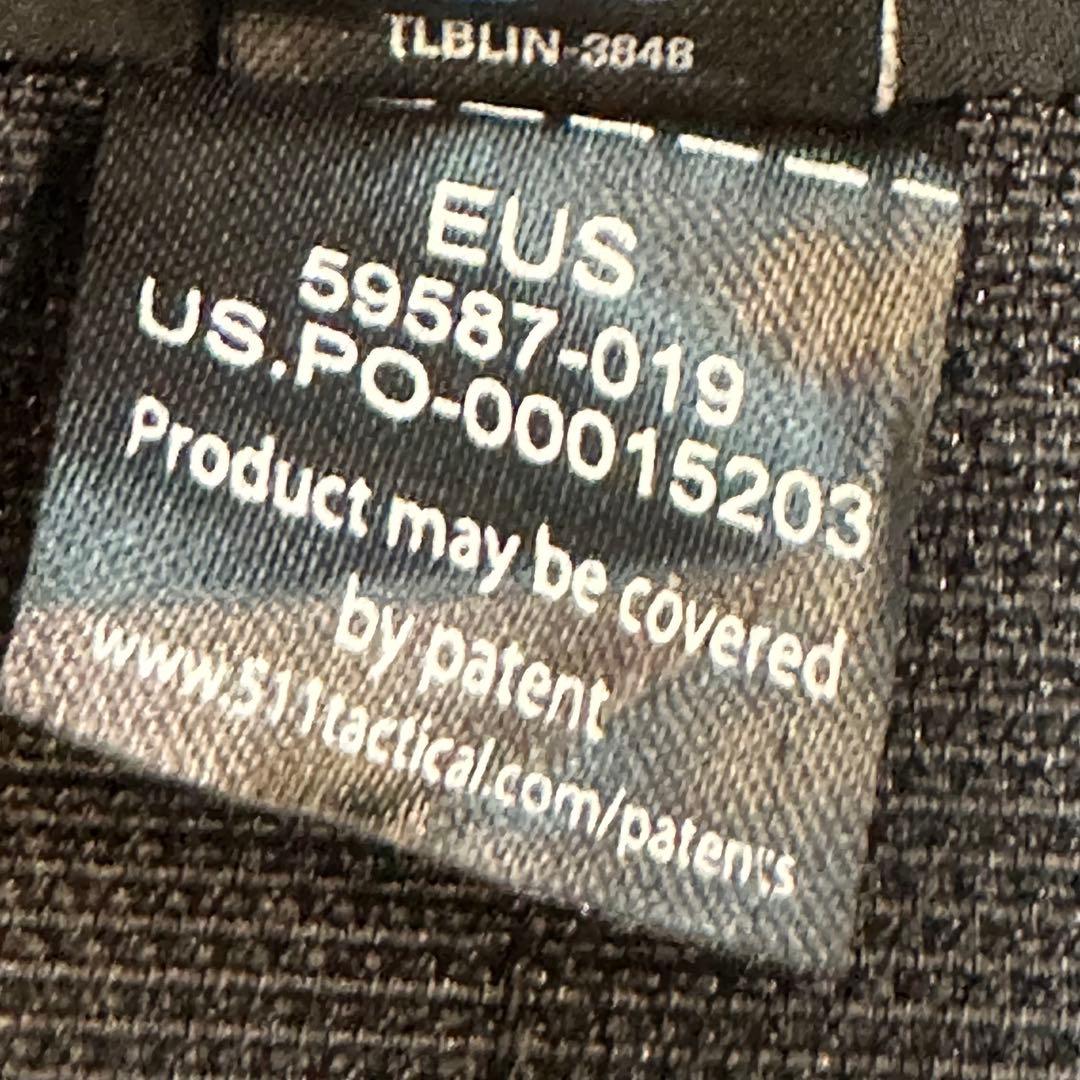 TLBLIN-3848
EUS
59587-019
US.PO-00015203
Product may be covered
by patent
www.511tactical.com/patents